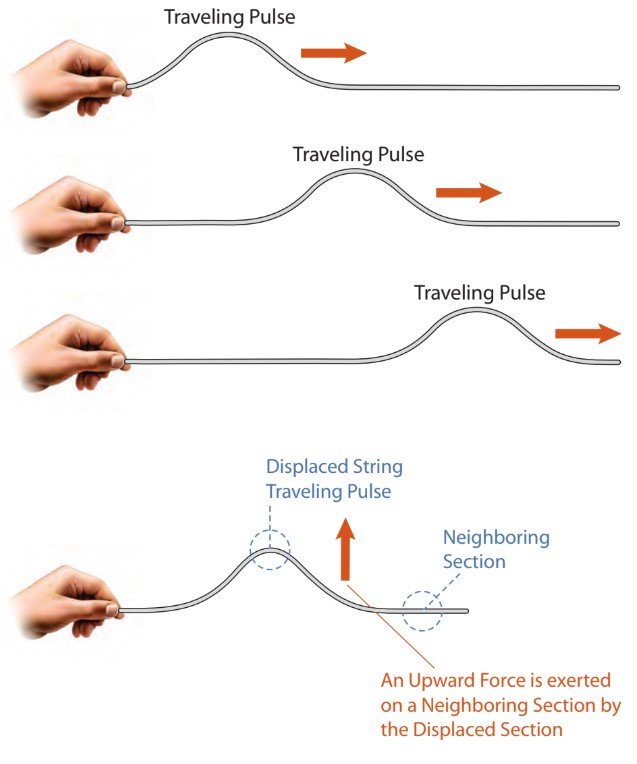 Traveling Pulse
Traveling Pulse
Traveling Pulse
Displaced String
Traveling Pulse
Neighboring
Section
An Upward Force is exerted
on a Neighboring Section by
the Displaced Section